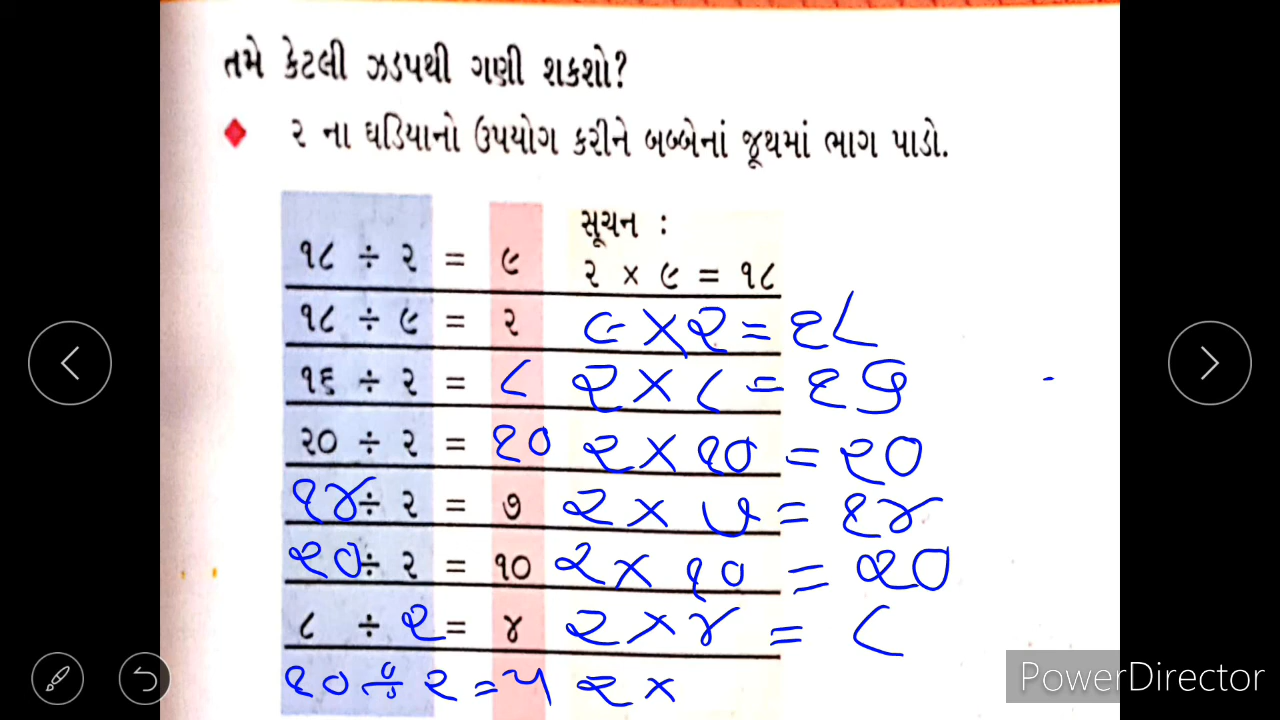 તમે કેટલી ઝડપથી ગણી શકશો?
૨ ના ઘડિયાનો ઉપયોગ કરીને બબ્બેનાં જૂથમાં ભાગ પાડો.
સૂચન :
૧૮ ÷ ૨ = ૯ ૨ × ૯ = ૧૮
૧૮ ÷ ૯ = ૨ ૯ × ૨ = ૧૮
૧૬ ÷ ૨ = ૮ ૨ × ૮ = ૧૬
૨૦ ÷ ૨ = ૧૦ ૨ × ૧૦ = ૨૦
૧૪ ÷ ૨ = ૭ ૨ × ૭ = ૧૪
૨૦ ÷ ૨ = ૧૦ ૨ × ૧૦ = ૨૦
૮ ÷ ૨ = ૪ ૨ × ૪ = ૮
૧૦ ÷ ૨ = ૫ ૨ ×
PowerDirector